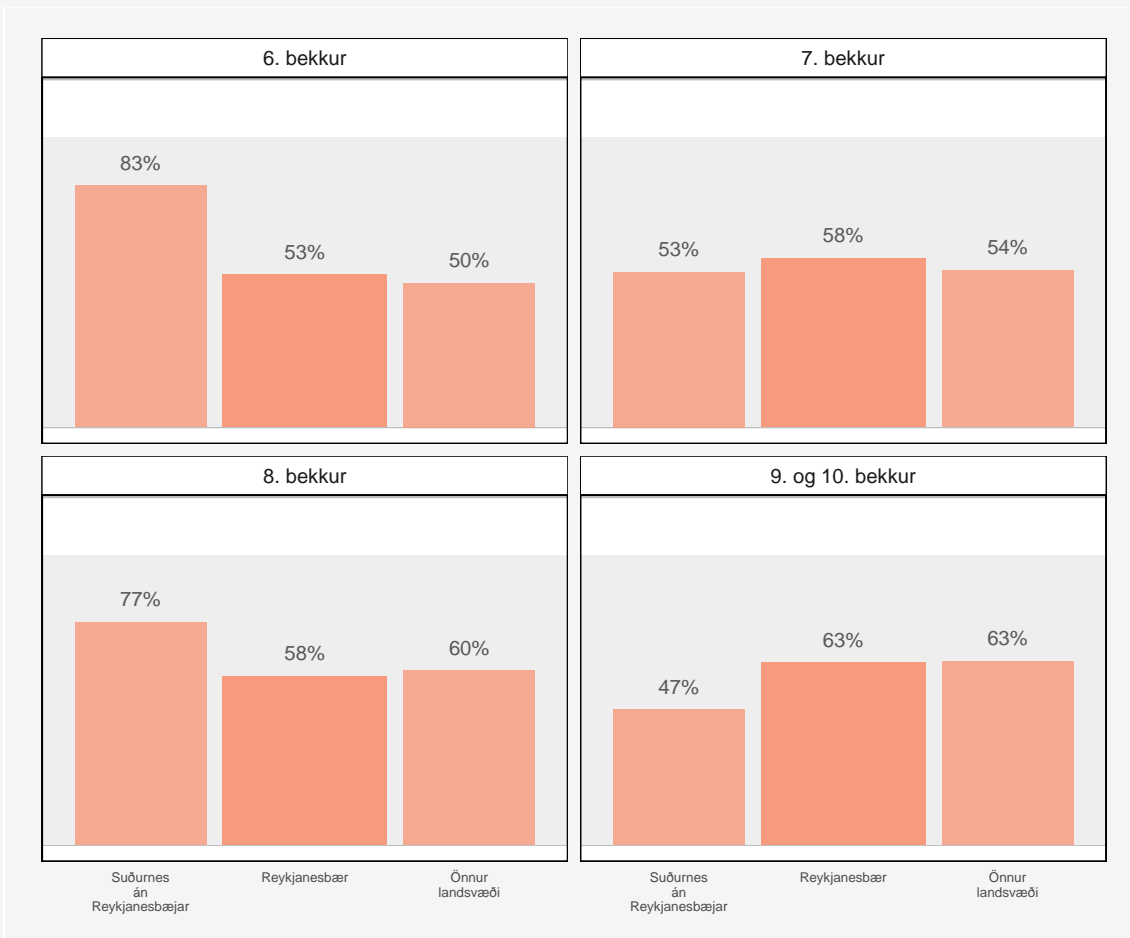 6. bekkur
7. bekkur
83%
53%
50%
53%
58%
54%
8. bekkur
9. og 10. bekkur
77%
58%
60%
47%
63%
63%
Suðurnes
án
Reykjanesbæjar
Reykjanesbær
Önnur
landsvæði
Suðurnes
án
Reykjanesbæjar
Reykjanesbær
Önnur
landsvæði